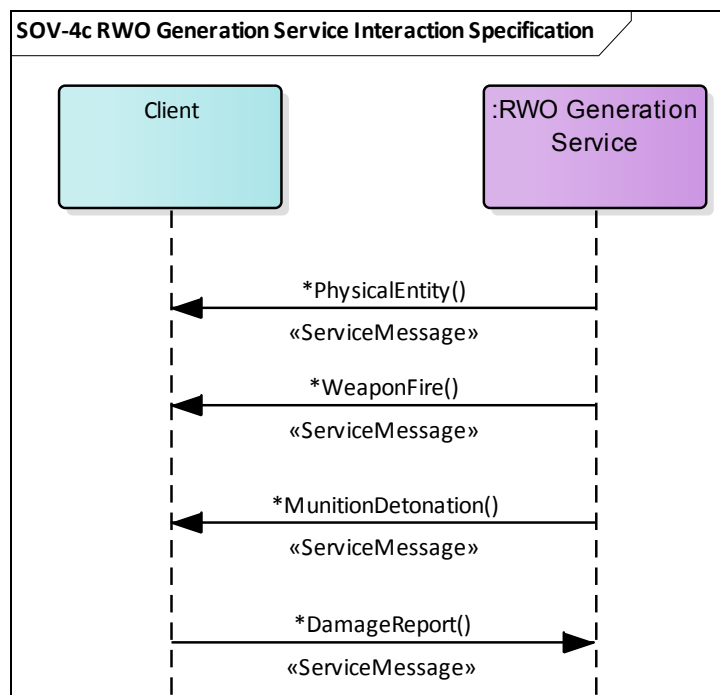 SOV-4c RWO Generation Service Interaction Specification
Client
:RWO Generation
Service
*PhysicalEntity()
«ServiceMessage»
*WeaponFire()
«ServiceMessage»
*MunitionDetonation()
«ServiceMessage»
*DamageReport()
«ServiceMessage»